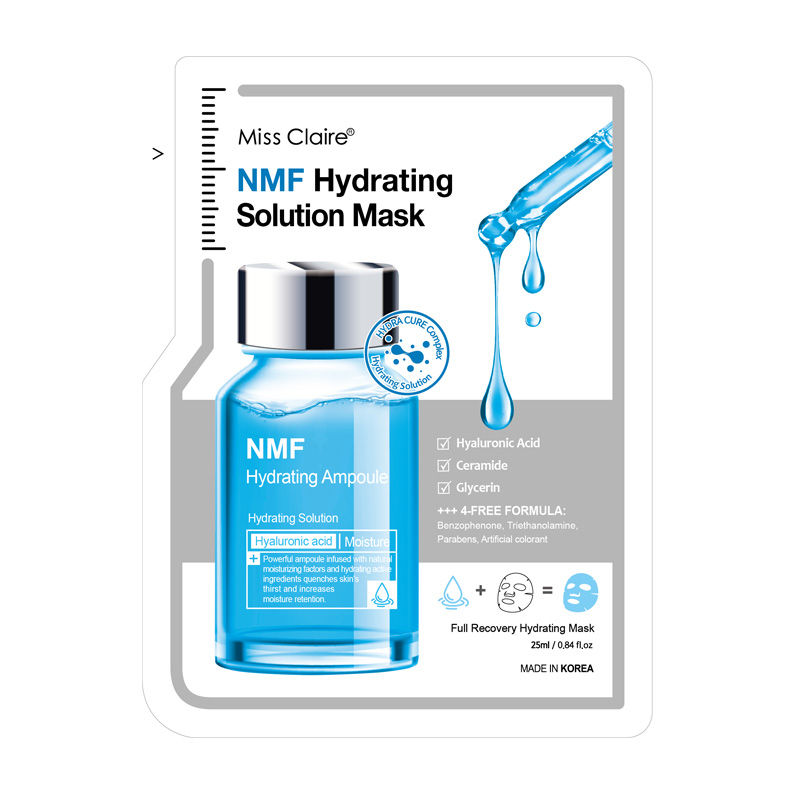 >
Miss Claire®
NMF Hydrating
Solution Mask
HYDRA CURE Complex
Hydrating Solution
NMF
Hydrating Ampoule
Hydrating Solution
Hyaluronic acid | Moisture
+ Powerful ampoule infused with natural
moisturizing factors and hydrating active
ingredients quenches skin's
thirst and increases
moisture retention.
Hyaluronic Acid
Ceramide
Glycerin
+++ 4-FREE FORMULA:
Benzophenone, Triethanolamine,
Parabens, Artificial colorant
+ =
Full Recovery Hydrating Mask
25ml / 0,84 fl,oz
MADE IN KOREA